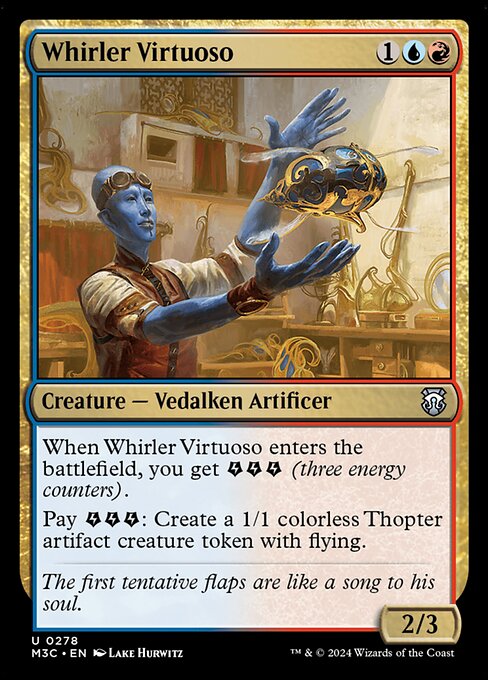 Whirler Virtuoso
1
Creature — Vedalken Artificer
When Whirler Virtuoso enters the
battlefield, you get (three energy
counters).
Pay : Create a 1/1 colorless Thopter
artifact creature token with flying.
The first tentative flaps are like a song to his
soul.
2/3
U 0278
M3C • EN Lake Hurwitz
™ & © 2024 Wizards of the Coast